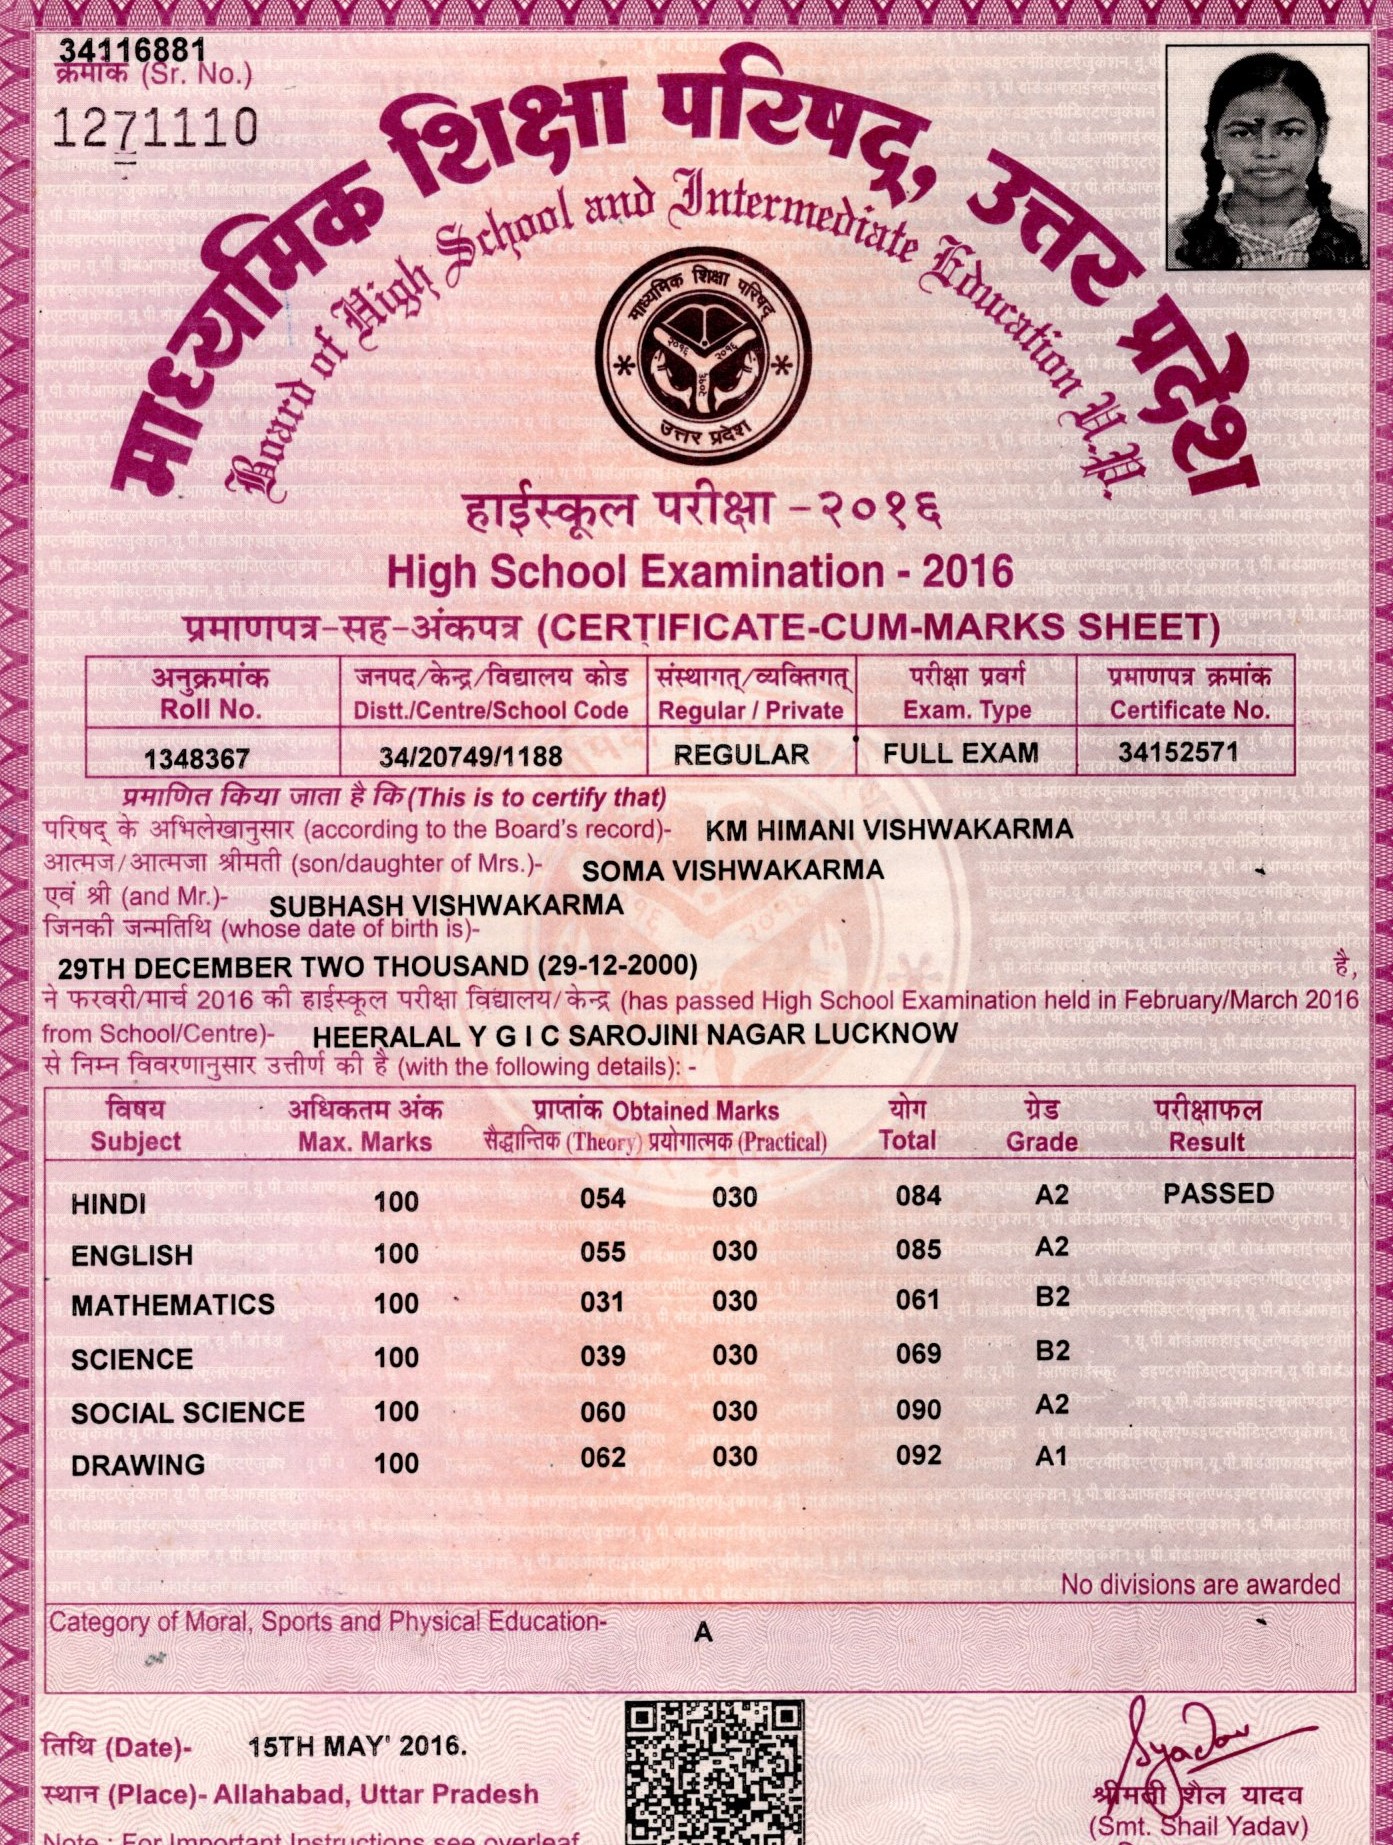 34116881
क्रमांक (Sr. No.)
1271110
माध्यमिक शिक्षा परिषद्, उत्तर प्रदेश
Board of High School and Intermediate Education U.P.
माध्यमिक शिक्षा परिषद्
२०१६ २०१६
२०१६
उत्तर प्रदेश
हाईस्कूल परीक्षा -२०१६
High School Examination - 2016
प्रमाणपत्र-सह-अंकपत्र (CERTIFICATE-CUM-MARKS SHEET)
अनुक्रमांक जनपद/केन्द्र/विद्यालय कोड संस्थागत्/व्यक्तिगत् परीक्षा प्रवर्ग प्रमाणपत्र क्रमांक
Roll No. Distt./Centre/School Code Regular / Private Exam. Type Certificate No.
1348367 34/20749/1188 REGULAR FULL EXAM 34152571
प्रमाणित किया जाता है कि (This is to certify that)
परिषद् के अभिलेखानुसार (according to the Board's record)- KM HIMANI VISHWAKARMA
आत्मज/आत्मजा श्रीमती (son/daughter of Mrs.)- SOMA VISHWAKARMA
एवं श्री (and Mr.)- SUBHASH VISHWAKARMA
जिनकी जन्मतिथि (whose date of birth is)-
29TH DECEMBER TWO THOUSAND (29-12-2000) है,
ने फरवरी/मार्च 2016 की हाईस्कूल परीक्षा विद्यालय/केन्द्र (has passed High School Examination held in February/March 2016
from School/Centre)- HEERALAL Y G I C SAROJINI NAGAR LUCKNOW
से निम्न विवरणानुसार उत्तीर्ण की है (with the following details): -
विषय अधिकतम अंक प्राप्तांक Obtained Marks योग ग्रेड परीक्षाफल
Subject Max. Marks सैद्धान्तिक (Theory) प्रयोगात्मक (Practical) Total Grade Result
HINDI 100 054 030 084 A2 PASSED
ENGLISH 100 055 030 085 A2
MATHEMATICS 100 031 030 061 B2
SCIENCE 100 039 030 069 B2
SOCIAL SCIENCE 100 060 030 090 A2
DRAWING 100 062 030 092 A1
No divisions are awarded
Category of Moral, Sports and Physical Education- A
तिथि (Date)- 15TH MAY' 2016.
स्थान (Place)- Allahabad, Uttar Pradesh
Syadav
श्रीमती शैल यादव
(Smt. Shail Yadav)
Note : For Important Instructions see overleaf